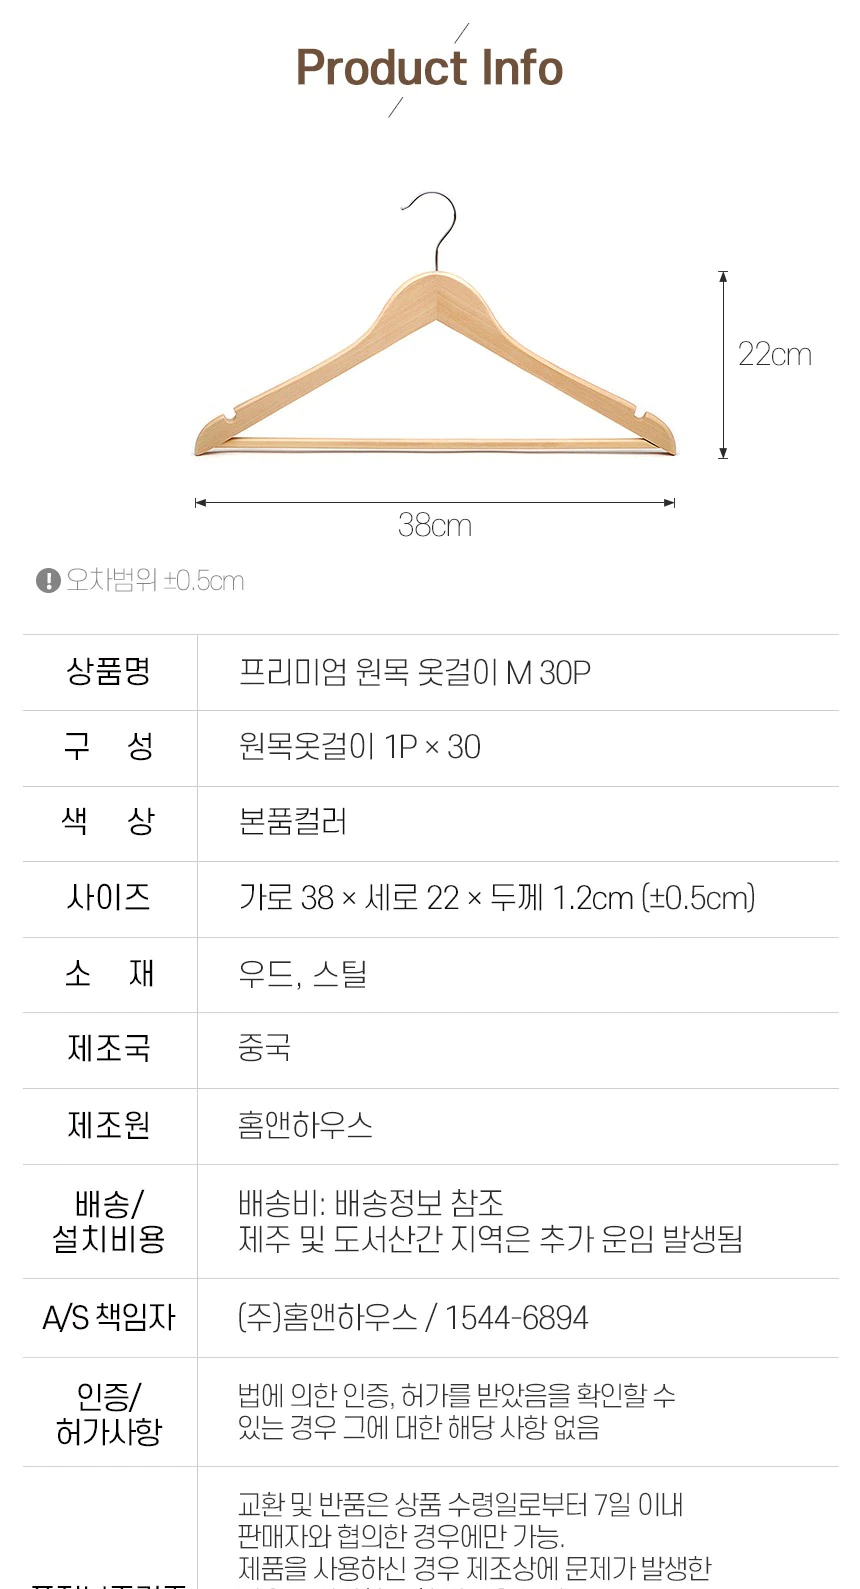 Product Info
22cm
38cm
오차범위 ±0.5cm
상품명
프리미엄 원목 옷걸이 M 30P
구 성
원목옷걸이 1P × 30
색 상
본품컬러
사이즈
가로 38 × 세로 22 × 두께 1.2cm (±0.5cm)
소 재
우드, 스틸
제조국
중국
제조원
홈앤하우스
배송/
설치비용
배송비: 배송정보 참조
제주 및 도서산간 지역은 추가 운임 발생됨
A/S 책임자
(주)홈앤하우스 / 1544-6894
인증/
허가사항
법에 의한 인증, 허가를 받았음을 확인할 수
있는 경우 그에 대한 해당 사항 없음
교환 및 반품은 상품 수령일로부터 7일 이내
판매자와 협의한 경우에만 가능.
제품을 사용하신 경우 제조상에 문제가 발생한